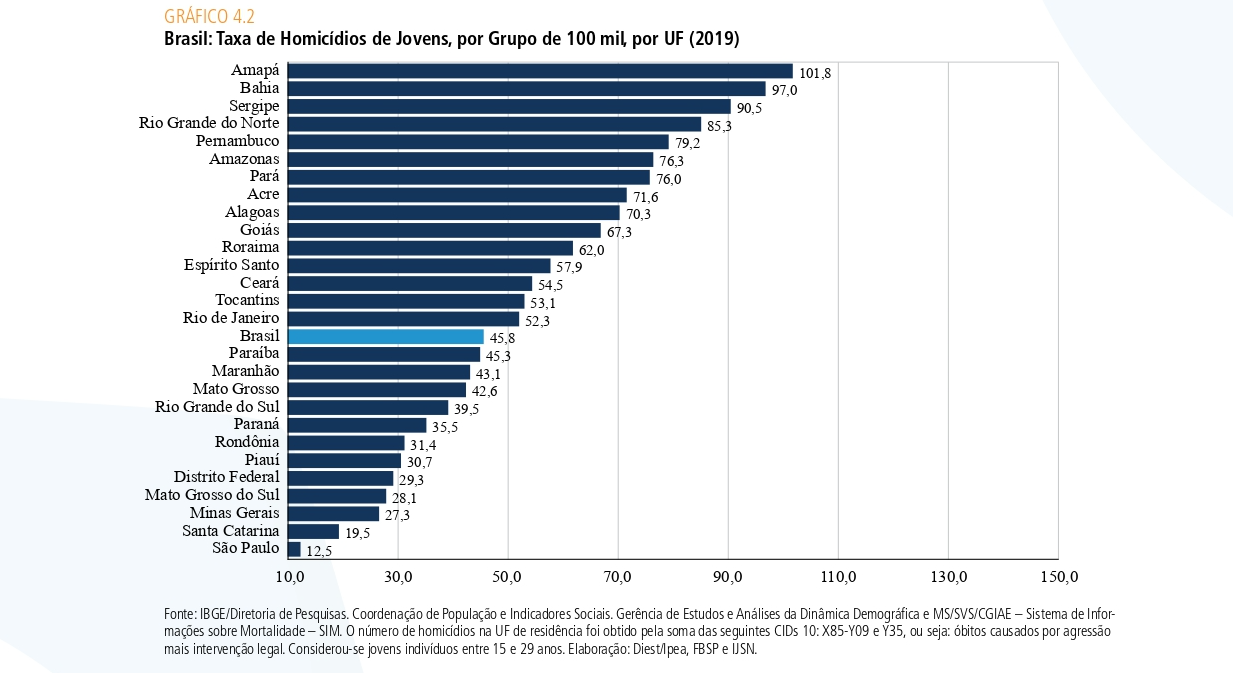 GRÁFICO 4.2
Brasil: Taxa de Homicídios de Jovens, por Grupo de 100 mil, por UF (2019)
Amapá 101,8
Bahia 97,0
Sergipe 90,5
Rio Grande do Norte 85,3
Pernambuco 79,2
Amazonas 76,3
Pará 76,0
Acre 71,6
Alagoas 70,3
Goiás 67,3
Roraima 62,0
Espírito Santo 57,9
Ceará 54,5
Tocantins 53,1
Rio de Janeiro 52,3
Brasil 45,8
Paraíba 45,3
Maranhão 43,1
Mato Grosso 42,6
Rio Grande do Sul 39,5
Paraná 35,5
Rondônia 31,4
Piauí 30,7
Distrito Federal 29,3
Mato Grosso do Sul 28,1
Minas Gerais 27,3
Santa Catarina 19,5
São Paulo 12,5
10,0 30,0 50,0 70,0 90,0 110,0 130,0 150,0
Fonte: IBGE/Diretoria de Pesquisas. Coordenação de População e Indicadores Sociais. Gerência de Estudos e Análises da Dinâmica Demográfica e MS/SVS/CGIAE – Sistema de Infor-
mações sobre Mortalidade – SIM. O número de homicídios na UF de residência foi obtido pela soma das seguintes CIDs 10: X85-Y09 e Y35, ou seja: óbitos causados por agressão
mais intervenção legal. Considerou-se jovens indivíduos entre 15 e 29 anos. Elaboração: Diest/Ipea, FBSP e IJSN.